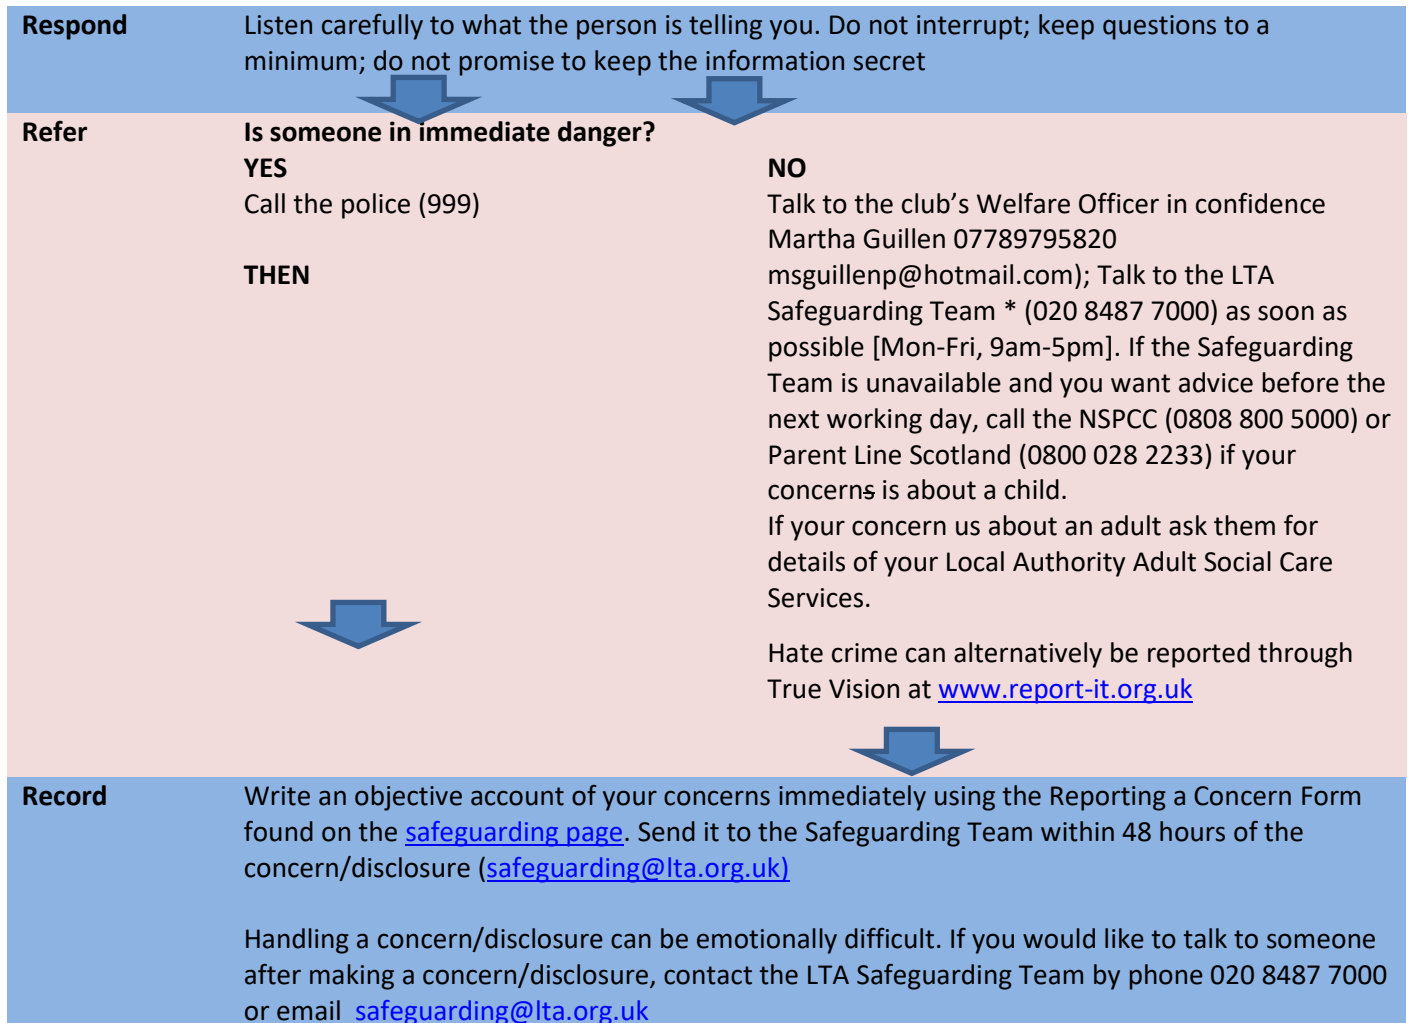 Respond
Listen carefully to what the person is telling you. Do not interrupt; keep questions to a
minimum; do not promise to keep the information secret
Refer
Is someone in immediate danger?
YES
Call the police (999)
THEN
NO
Talk to the club’s Welfare Officer in confidence
Martha Guillen 07789795820
msguillenp@hotmail.com); Talk to the LTA
Safeguarding Team * (020 8487 7000) as soon as
possible [Mon-Fri, 9am-5pm]. If the Safeguarding
Team is unavailable and you want advice before the
next working day, call the NSPCC (0808 800 5000) or
Parent Line Scotland (0800 028 2233) if your
concerns is about a child.
If your concern us about an adult ask them for
details of your Local Authority Adult Social Care
Services.
Hate crime can alternatively be reported through
True Vision at www.report-it.org.uk
Record
Write an objective account of your concerns immediately using the Reporting a Concern Form
found on the safeguarding page. Send it to the Safeguarding Team within 48 hours of the
concern/disclosure (safeguarding@lta.org.uk)
Handling a concern/disclosure can be emotionally difficult. If you would like to talk to someone
after making a concern/disclosure, contact the LTA Safeguarding Team by phone 020 8487 7000
or email safeguarding@lta.org.uk